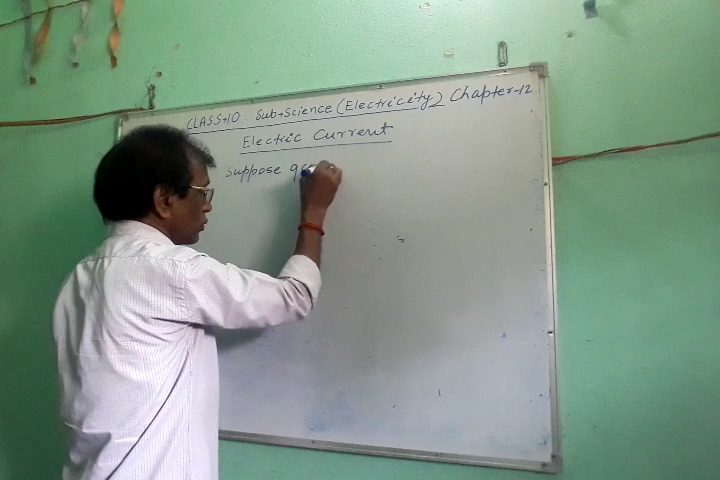 CLASS-10 Sub-Science (Electricity) Chapter-12
Electric Current
Suppose